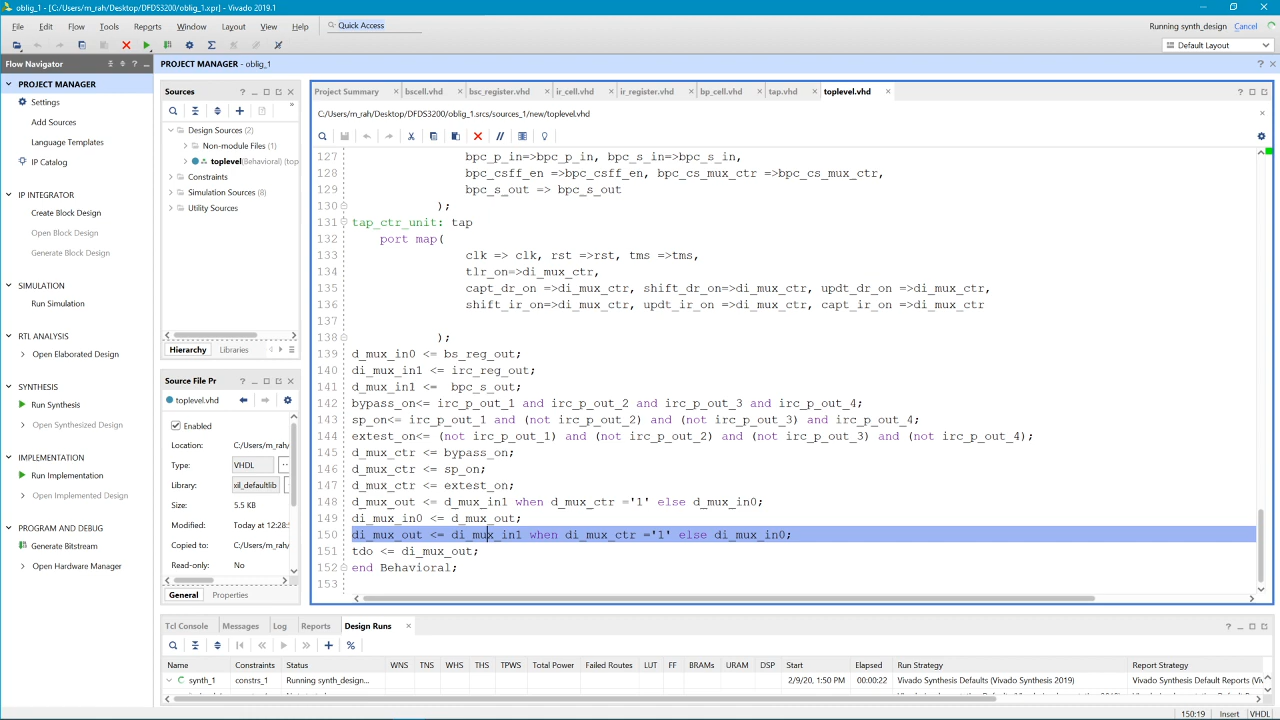 oblig_1 - [C:/Users/m_rah/Desktop/DFDS3200/oblig_1.xpr] - Vivado 2019.1
File Edit Flow Tools Reports Window Layout View Help Quick Access
Running synth_design Cancel
Default Layout
Flow Navigator
PROJECT MANAGER - oblig_1
PROJECT MANAGER
Settings
Add Sources
Language Templates
IP Catalog
IP INTEGRATOR
Create Block Design
Open Block Design
Generate Block Design
SIMULATION
Run Simulation
RTL ANALYSIS
Open Elaborated Design
SYNTHESIS
Run Synthesis
Open Synthesized Design
IMPLEMENTATION
Run Implementation
Open Implemented Design
PROGRAM AND DEBUG
Generate Bitstream
Open Hardware Manager
Sources
Design Sources (2)
Non-module Files (1)
toplevel(Behavioral) (top
Constraints
Simulation Sources (8)
Utility Sources
Hierarchy Libraries
Source File Pr
toplevel.vhd
Enabled
Location: C:/Users/m_rah/
Type: VHDL
Library: xil_defaultlib
Size: 5.5 KB
Modified: Today at 12:28:5
Copied to: C:/Users/m_rah/
Read-only: No
General Properties
Project Summary bscell.vhd bsc_register.vhd ir_cell.vhd ir_register.vhd bp_cell.vhd tap.vhd toplevel.vhd
C:/Users/m_rah/Desktop/DFDS3200/oblig_1.srcs/sources_1/new/toplevel.vhd
127 bpc_p_in=>bpc_p_in, bpc_s_in=>bpc_s_in,
128 bpc_csff_en =>bpc_csff_en, bpc_cs_mux_ctr =>bpc_cs_mux_ctr,
129 bpc_s_out => bpc_s_out
130 );
131 tap_ctr_unit: tap
132 port map(
133 clk => clk, rst =>rst, tms =>tms,
134 tlr_on=>di_mux_ctr,
135 capt_dr_on =>di_mux_ctr, shift_dr_on=>di_mux_ctr, updt_dr_on =>di_mux_ctr,
136 shift_ir_on=>di_mux_ctr, updt_ir_on =>di_mux_ctr, capt_ir_on =>di_mux_ctr
137
138 );
139 d_mux_in0 <= bs_reg_out;
140 di_mux_in1 <= irc_reg_out;
141 d_mux_in1 <= bpc_s_out;
142 bypass_on<= irc_p_out_1 and irc_p_out_2 and irc_p_out_3 and irc_p_out_4;
143 sp_on<= irc_p_out_1 and (not irc_p_out_2) and (not irc_p_out_3) and irc_p_out_4;
144 extest_on<= (not irc_p_out_1) and (not irc_p_out_2) and (not irc_p_out_3) and (not irc_p_out_4);
145 d_mux_ctr <= bypass_on;
146 d_mux_ctr <= sp_on;
147 d_mux_ctr <= extest_on;
148 d_mux_out <= d_mux_in1 when d_mux_ctr ='1' else d_mux_in0;
149 di_mux_in0 <= d_mux_out;
150 di_mux_out <= di_mux_in1 when di_mux_ctr ='1' else di_mux_in0;
151 tdo <= di_mux_out;
152 end Behavioral;
153
Tcl Console Messages Log Reports Design Runs
Name Constraints Status WNS TNS WHS THS TPWS Total Power Failed Routes LUT FF BRAMs URAM DSP Start Elapsed Run Strategy Report Strategy
synth_1 constrs_1 Running synth_design... 2/9/20, 1:50 PM 00:00:22 Vivado Synthesis Defaults (Vivado Synthesis 2019) Vivado Synthesis Default Reports (Viv
150:19 Insert VHDL